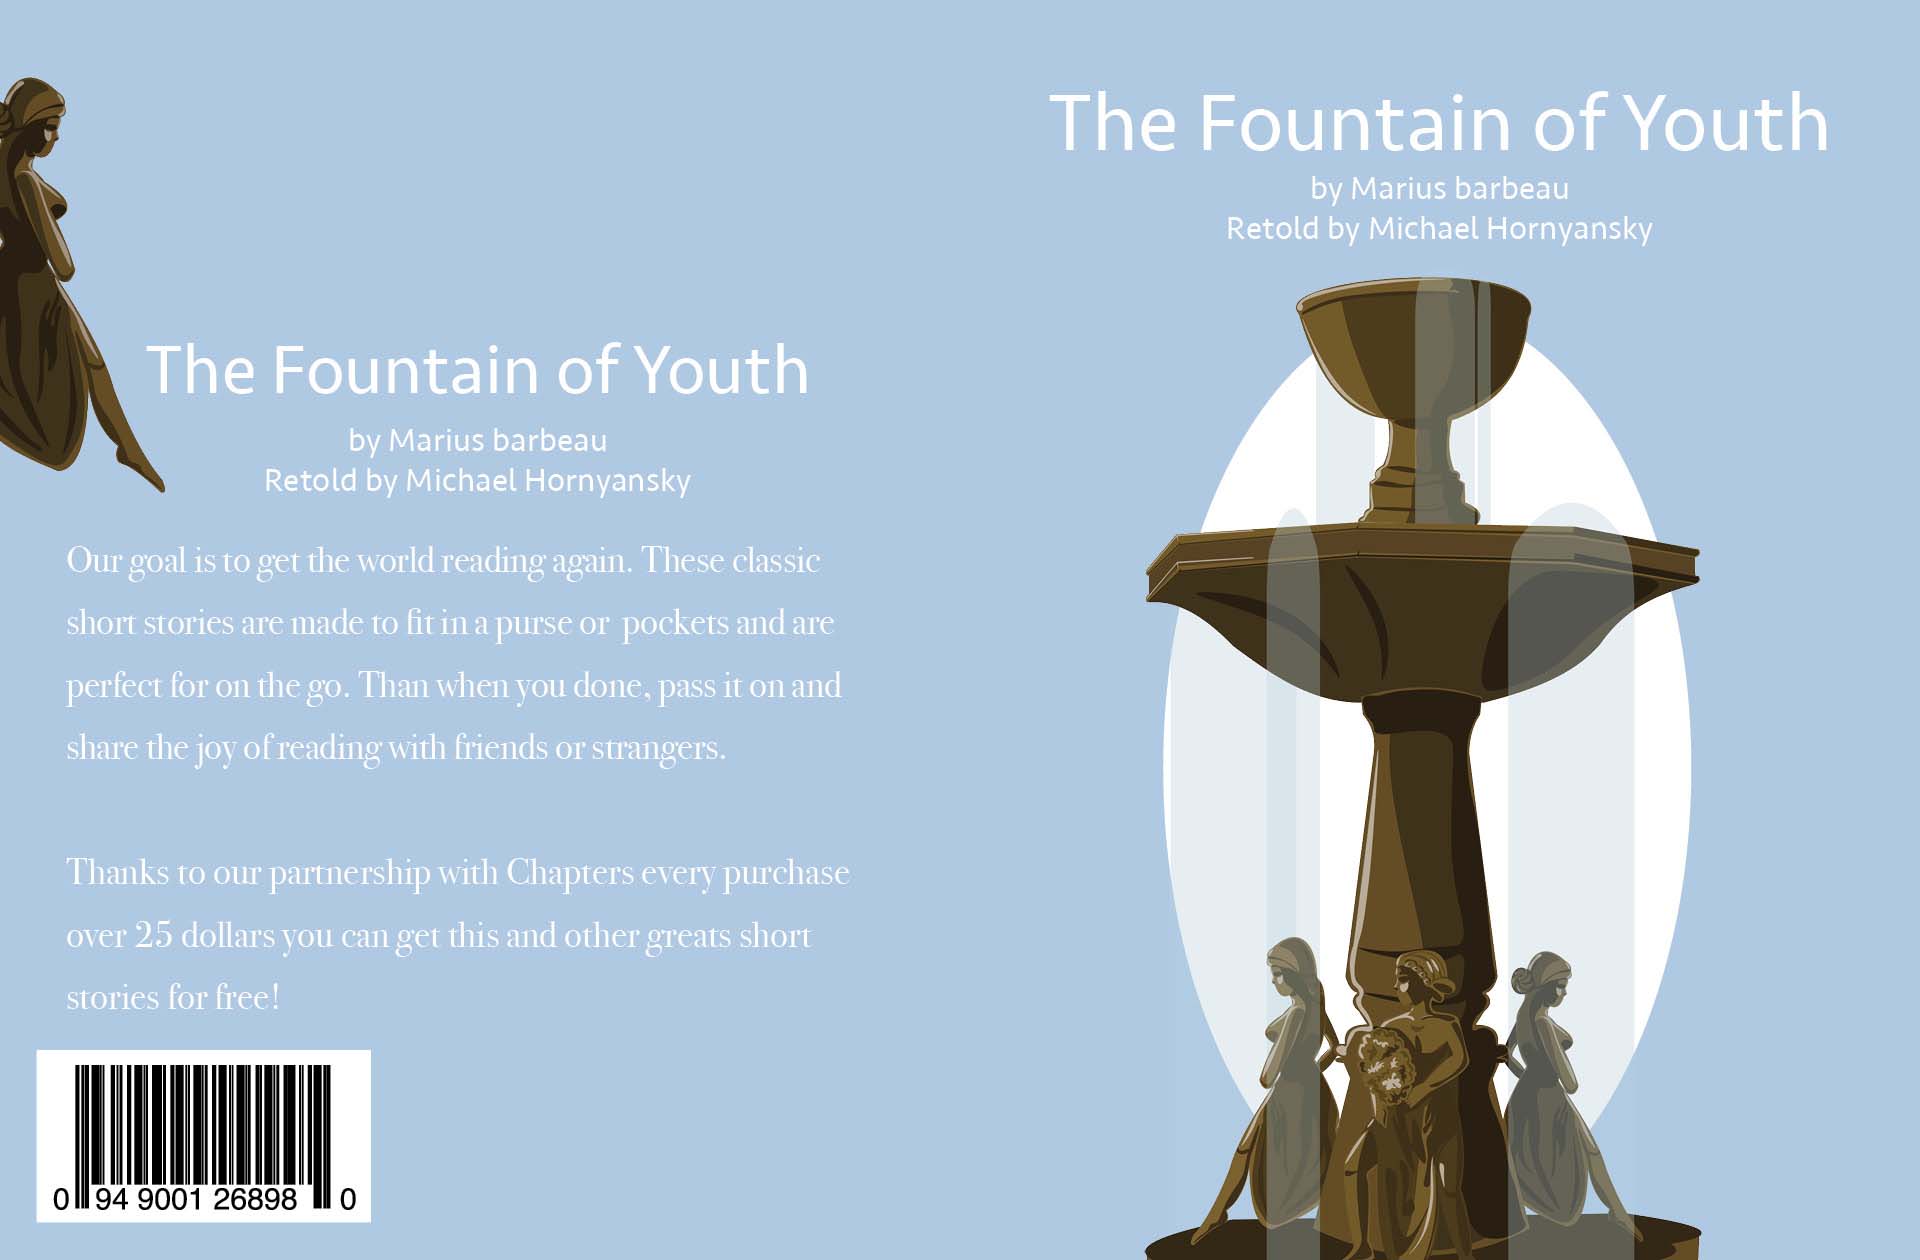 The Fountain of Youth
by Marius barbeau
Retold by Michael Hornyansky
Our goal is to get the world reading again. These classic
short stories are made to fit in a purse or  pockets and are
perfect for on the go. Than when you done, pass it on and
share the joy of reading with friends or strangers.
Thanks to our partnership with Chapters every purchase
over 25 dollars you can get this and other greats short
stories for free!
0 94 9001 26898 0
The Fountain of Youth
by Marius barbeau
Retold by Michael Hornyansky